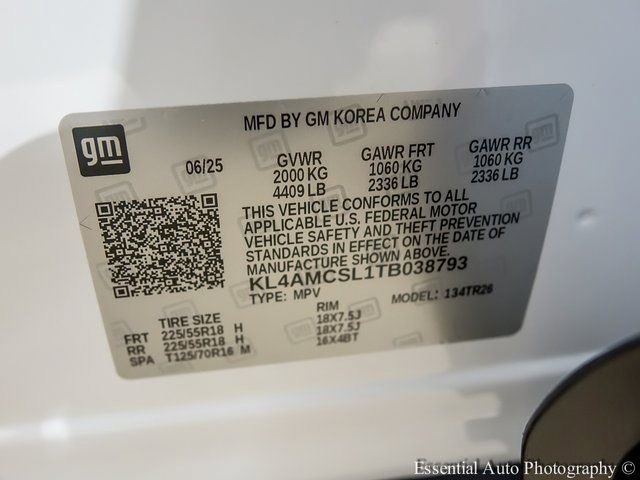 gm
MFD BY GM KOREA COMPANY
06/25 GVWR GAWR FRT GAWR RR
2000 KG 1060 KG 1060 KG
4409 LB 2336 LB 2336 LB
THIS VEHICLE CONFORMS TO ALL
APPLICABLE U.S. FEDERAL MOTOR
VEHICLE SAFETY AND THEFT PREVENTION
STANDARDS IN EFFECT ON THE DATE OF
MANUFACTURE SHOWN ABOVE.
KL4AMCSL1TB038793
TYPE: MPV MODEL: 134TR26
TIRE SIZE RIM
FRT 225/55R18 H 18X7.5J
RR 225/55R18 H 18X7.5J
SPA T125/70R16 M 16X4BT
Essential Auto Photography ©